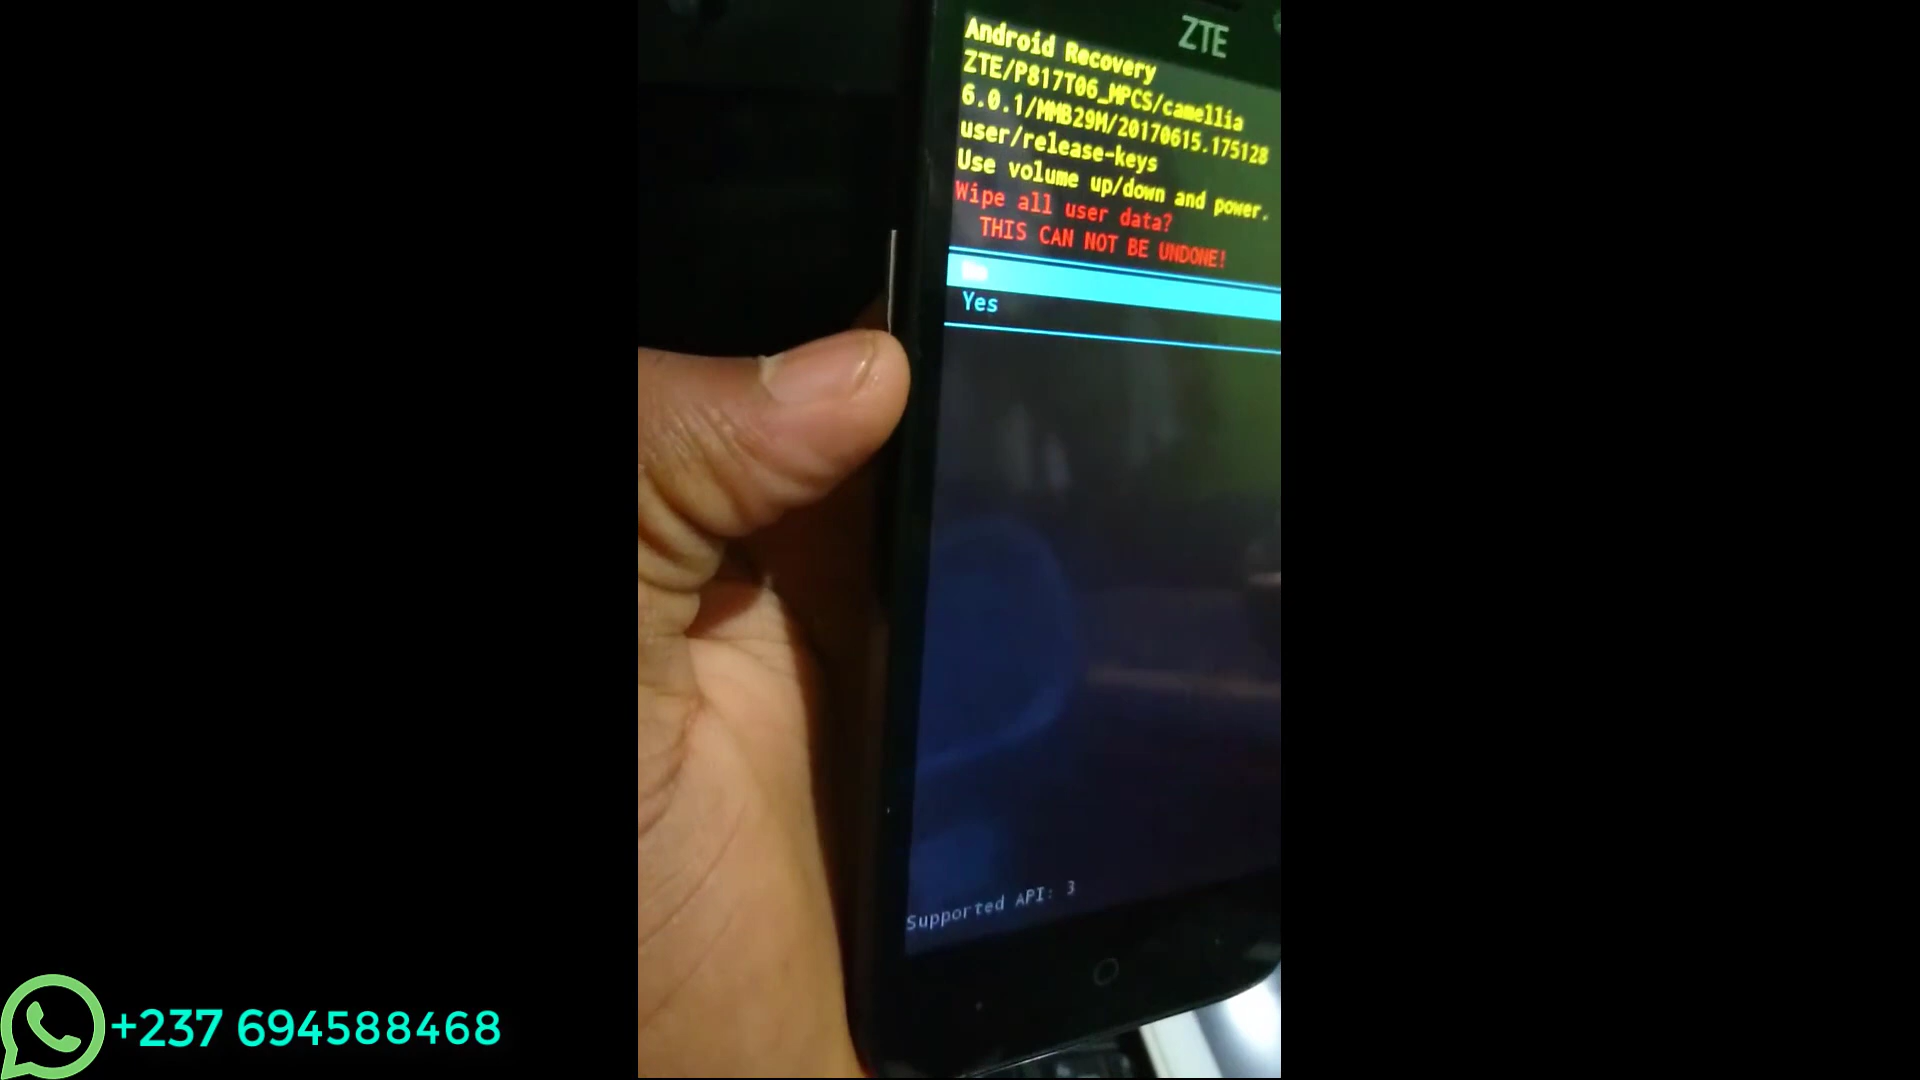 ZTE
Android Recovery
ZTE/P817T06_MPCS/camellia
6.0.1/MMB29M/20170615.175128
user/release-keys
Use volume up/down and power.
Wipe all user data?
THIS CAN NOT BE UNDONE!
No
Yes
Supported API: 3
+237 694588468